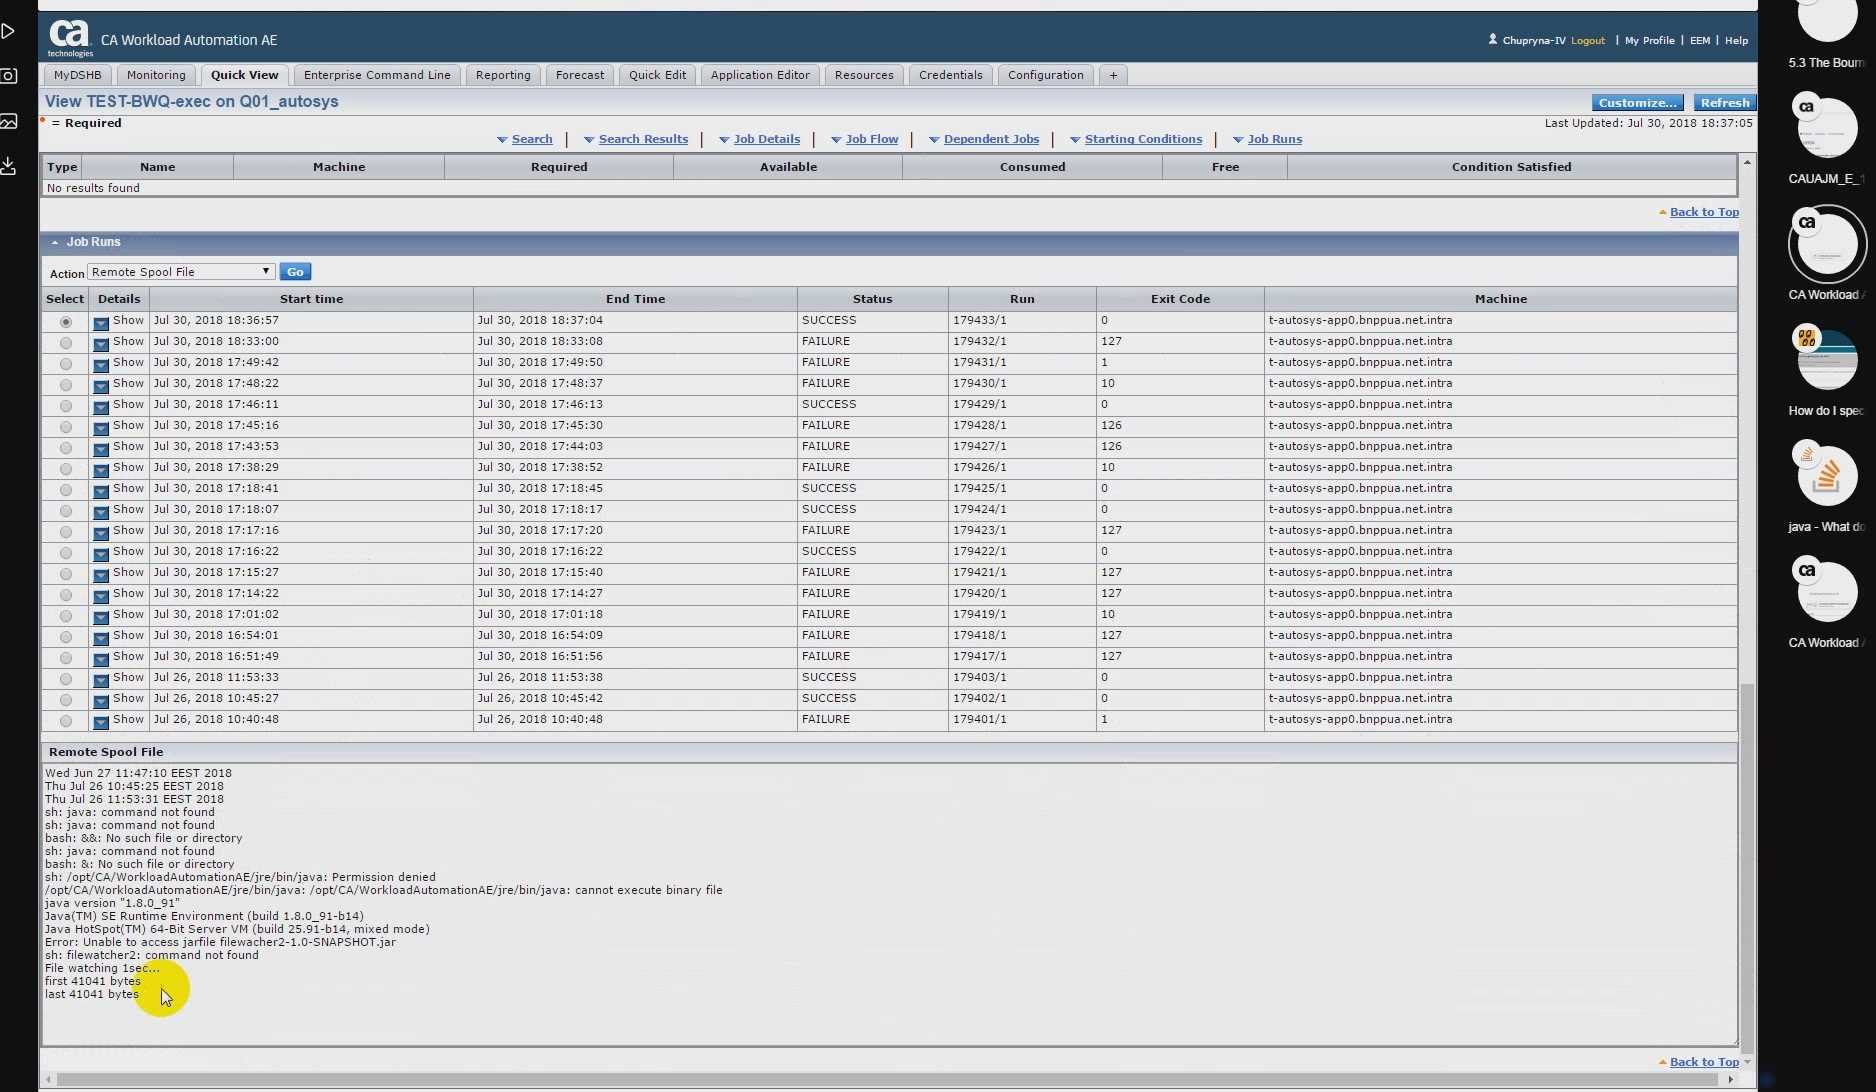 ca
technologies
CA Workload Automation AE
Chupryna-IV Logout | My Profile | EEM | Help
MyDSHB Monitoring Quick View Enterprise Command Line Reporting Forecast Quick Edit Application Editor Resources Credentials Configuration +
View TEST-BWQ-exec on Q01_autosys
Customize... Refresh
= Required
Last Updated: Jul 30, 2018 18:37:05
Search | Search Results | Job Details | Job Flow | Dependent Jobs | Starting Conditions | Job Runs
Type Name Machine Required Available Consumed Free Condition Satisfied
No results found
Back to Top
Job Runs
Action Remote Spool File Go
Select Details Start time End Time Status Run Exit Code Machine
Show Jul 30, 2018 18:36:57 Jul 30, 2018 18:37:04 SUCCESS 179433/1 0 t-autosys-app0.bnppua.net.intra
Show Jul 30, 2018 18:33:00 Jul 30, 2018 18:33:08 FAILURE 179432/1 127 t-autosys-app0.bnppua.net.intra
Show Jul 30, 2018 17:49:42 Jul 30, 2018 17:49:50 FAILURE 179431/1 1 t-autosys-app0.bnppua.net.intra
Show Jul 30, 2018 17:48:22 Jul 30, 2018 17:48:37 FAILURE 179430/1 10 t-autosys-app0.bnppua.net.intra
Show Jul 30, 2018 17:46:11 Jul 30, 2018 17:46:13 SUCCESS 179429/1 0 t-autosys-app0.bnppua.net.intra
Show Jul 30, 2018 17:45:16 Jul 30, 2018 17:45:30 FAILURE 179428/1 126 t-autosys-app0.bnppua.net.intra
Show Jul 30, 2018 17:43:53 Jul 30, 2018 17:44:03 FAILURE 179427/1 126 t-autosys-app0.bnppua.net.intra
Show Jul 30, 2018 17:38:29 Jul 30, 2018 17:38:52 FAILURE 179426/1 10 t-autosys-app0.bnppua.net.intra
Show Jul 30, 2018 17:18:41 Jul 30, 2018 17:18:45 SUCCESS 179425/1 0 t-autosys-app0.bnppua.net.intra
Show Jul 30, 2018 17:18:07 Jul 30, 2018 17:18:17 SUCCESS 179424/1 0 t-autosys-app0.bnppua.net.intra
Show Jul 30, 2018 17:17:16 Jul 30, 2018 17:17:20 FAILURE 179423/1 127 t-autosys-app0.bnppua.net.intra
Show Jul 30, 2018 17:16:22 Jul 30, 2018 17:16:22 SUCCESS 179422/1 0 t-autosys-app0.bnppua.net.intra
Show Jul 30, 2018 17:15:27 Jul 30, 2018 17:15:40 FAILURE 179421/1 127 t-autosys-app0.bnppua.net.intra
Show Jul 30, 2018 17:14:22 Jul 30, 2018 17:14:27 FAILURE 179420/1 127 t-autosys-app0.bnppua.net.intra
Show Jul 30, 2018 17:01:02 Jul 30, 2018 17:01:18 FAILURE 179419/1 10 t-autosys-app0.bnppua.net.intra
Show Jul 30, 2018 16:54:01 Jul 30, 2018 16:54:09 FAILURE 179418/1 127 t-autosys-app0.bnppua.net.intra
Show Jul 30, 2018 16:51:49 Jul 30, 2018 16:51:56 FAILURE 179417/1 127 t-autosys-app0.bnppua.net.intra
Show Jul 26, 2018 11:53:33 Jul 26, 2018 11:53:38 SUCCESS 179403/1 0 t-autosys-app0.bnppua.net.intra
Show Jul 26, 2018 10:45:27 Jul 26, 2018 10:45:42 SUCCESS 179402/1 0 t-autosys-app0.bnppua.net.intra
Show Jul 26, 2018 10:40:48 Jul 26, 2018 10:40:48 FAILURE 179401/1 1 t-autosys-app0.bnppua.net.intra
Remote Spool File
Wed Jun 27 11:47:10 EEST 2018
Thu Jul 26 10:45:25 EEST 2018
Thu Jul 26 11:53:31 EEST 2018
sh: java: command not found
sh: java: command not found
bash: &&: No such file or directory
sh: java: command not found
bash: &: No such file or directory
sh: /opt/CA/WorkloadAutomationAE/jre/bin/java: Permission denied
/opt/CA/WorkloadAutomationAE/jre/bin/java: /opt/CA/WorkloadAutomationAE/jre/bin/java: cannot execute binary file
java version "1.8.0_91"
Java(TM) SE Runtime Environment (build 1.8.0_91-b14)
Java HotSpot(TM) 64-Bit Server VM (build 25.91-b14, mixed mode)
Error: Unable to access jarfile filewacher2-1.0-SNAPSHOT.jar
sh: filewatcher2: command not found
File watching 1sec...
first 41041 bytes
last 41041 bytes
Back to Top
5.3 The Bourn
ca
CAUAJM_E_1
ca
CA Workload A
How do I spec
java - What do
ca
CA Workload A